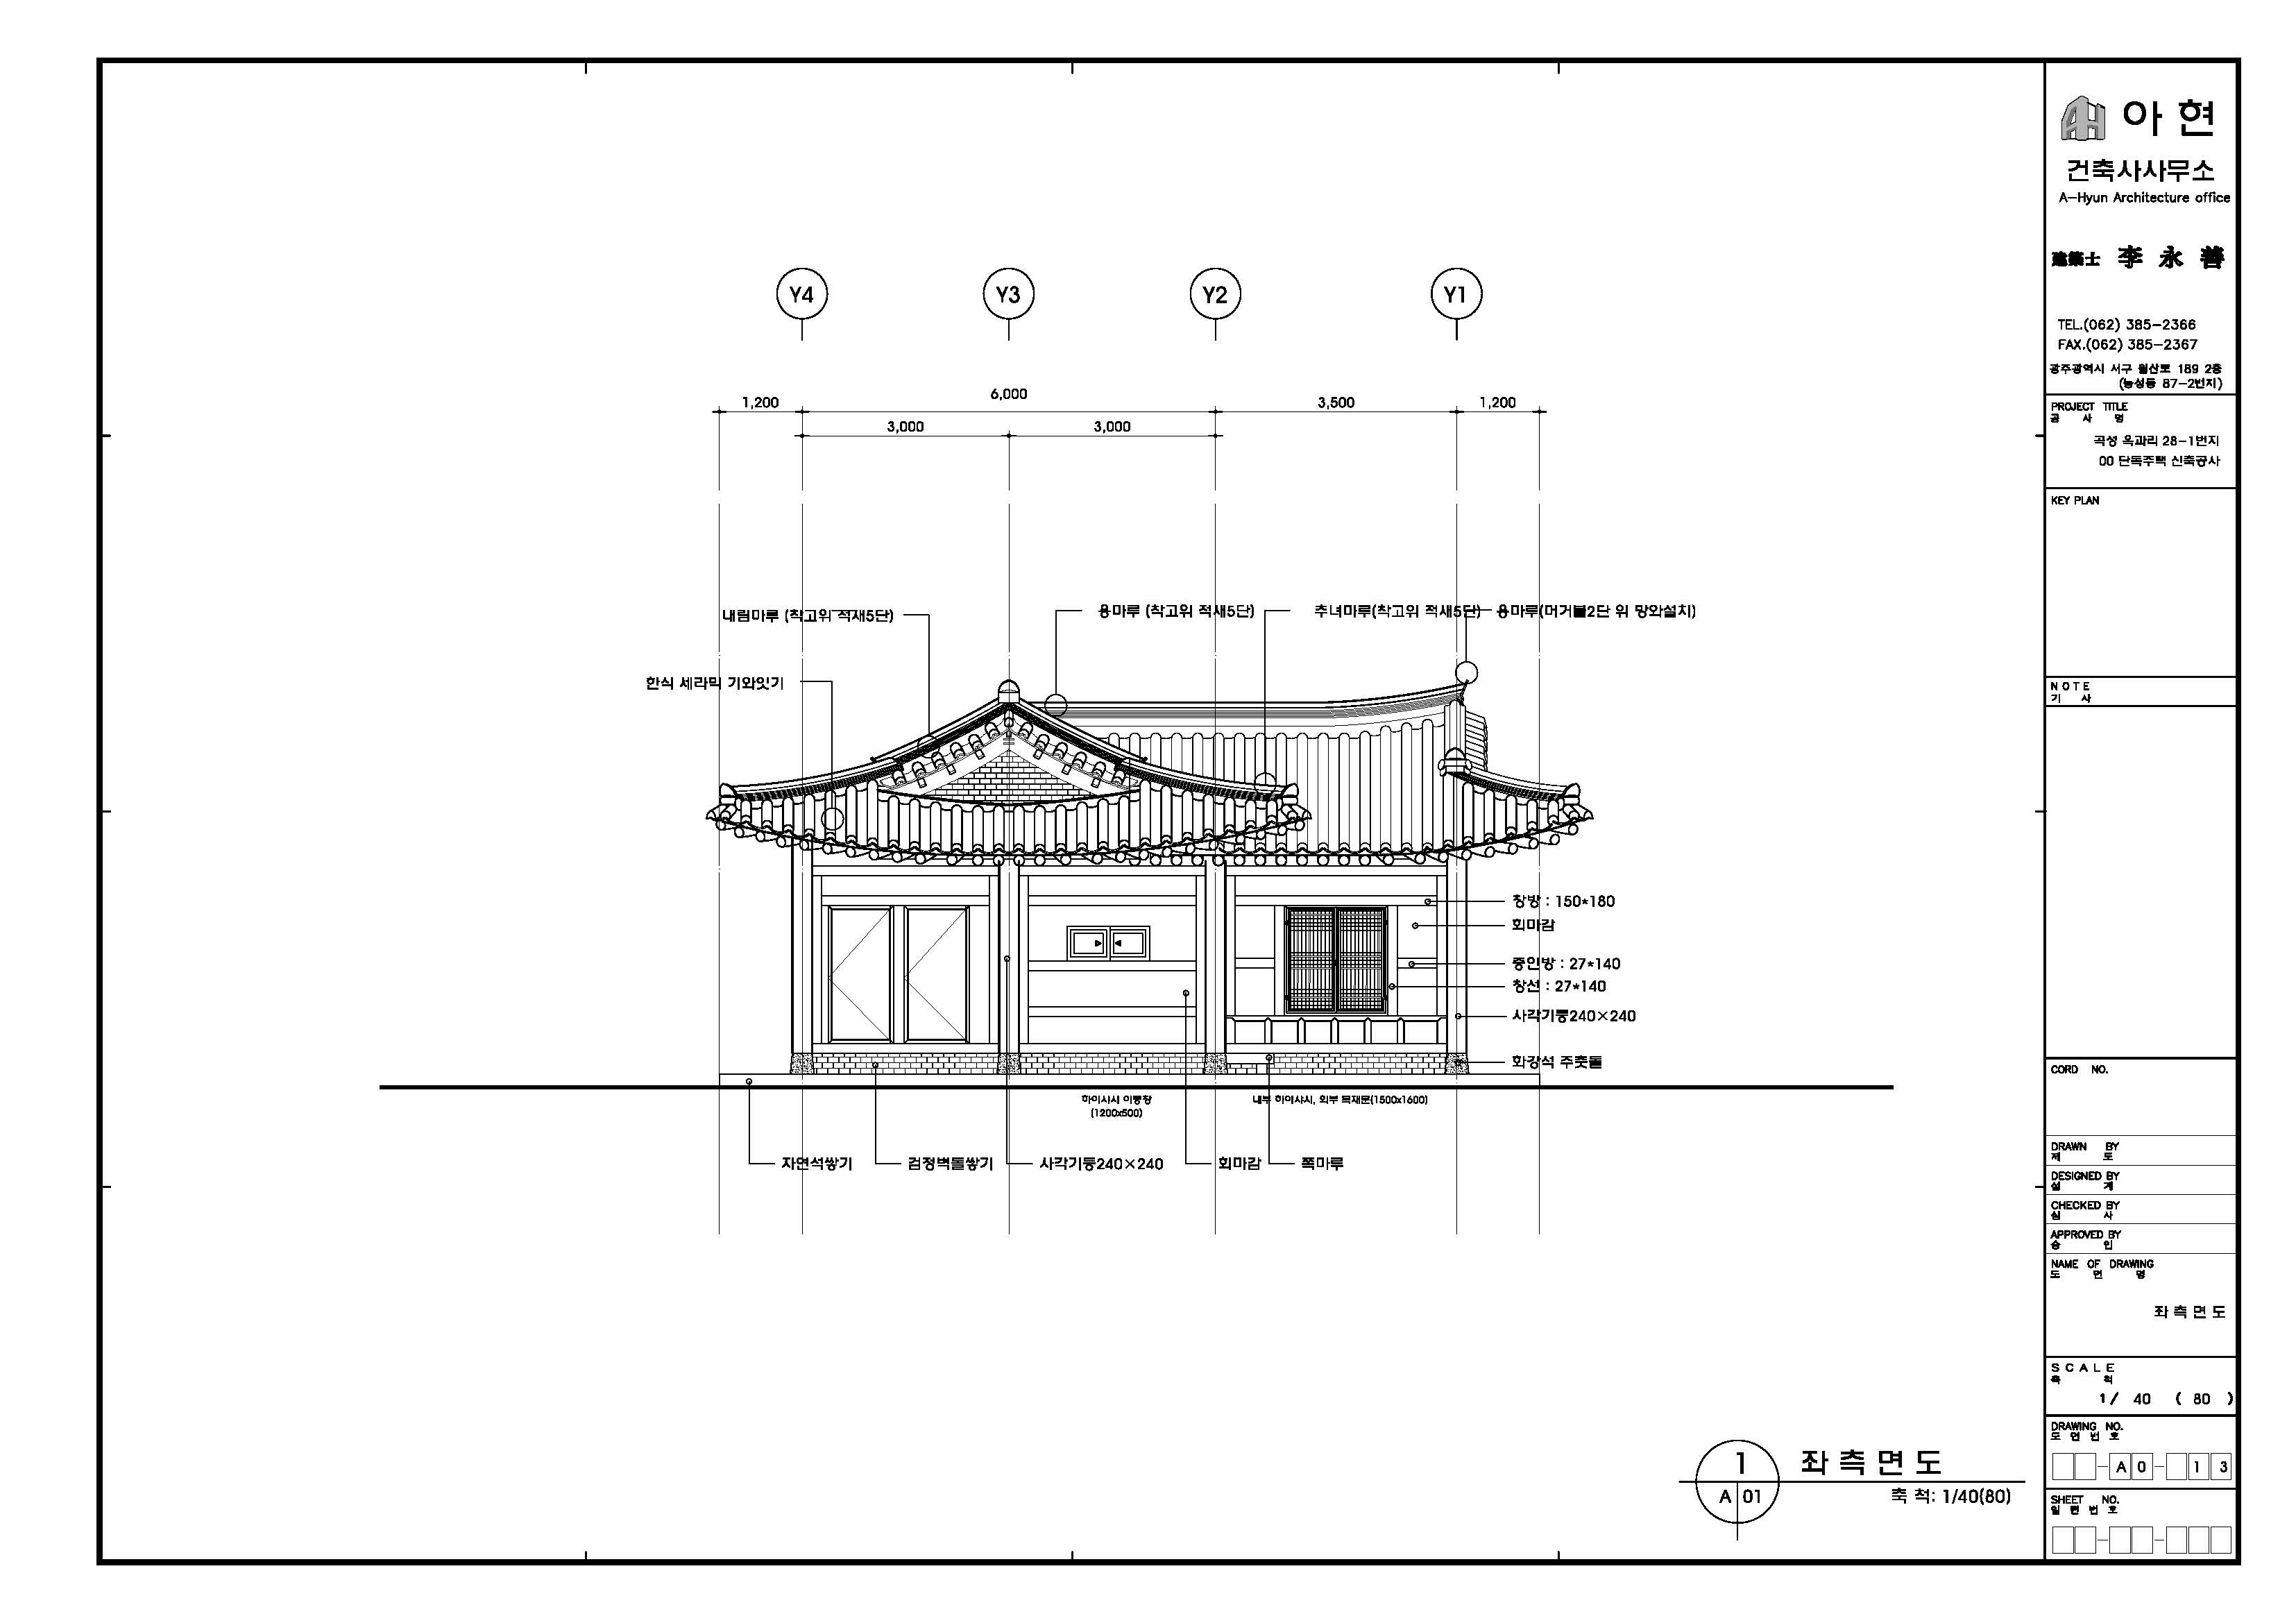 Y4
Y3
Y2
Y1
1,200
6,000
3,500
1,200
3,000
3,000
내림마루 (착고위 적새5단)
용마루 (착고위 적새5단)
추녀마루(착고위 적새5단)
용마루(머거불2단 위 망와설치)
한식 세라믹 기와잇기
창방 : 150*180
회마감
중인방 : 27*140
창선 : 27*140
사각기둥240×240
화강석 주춧돌
하이샤시 이중창
(1200x500)
내부 하이샤시, 외부 목재문(1500x1600)
자연석쌓기
검정벽돌쌓기
사각기둥240×240
회마감
쪽마루
1
A 01
좌측면도
축 척: 1/40(80)
AH 아 현
건축사사무소
A-Hyun Architecture office
建築士 李 永 善
TEL.(062) 385-2366
FAX.(062) 385-2367
광주광역시 서구 월산로 189 2층
(농성동 87-2번지)
PROJECT TITLE
공 사 명
곡성 옥과리 28-1번지
00 단독주택 신축공사
KEY PLAN
NOTE
기 사
CORD NO.
DRAWN BY
제 도
DESIGNED BY
설 계
CHECKED BY
심 사
APPROVED BY
승 인
NAME OF DRAWING
도 면 명
좌측면도
SCALE
축 척
1/ 40 ( 80 )
DRAWING NO.
도 면 번 호
- A 0 - 1 3
SHEET NO.
일 련 번 호